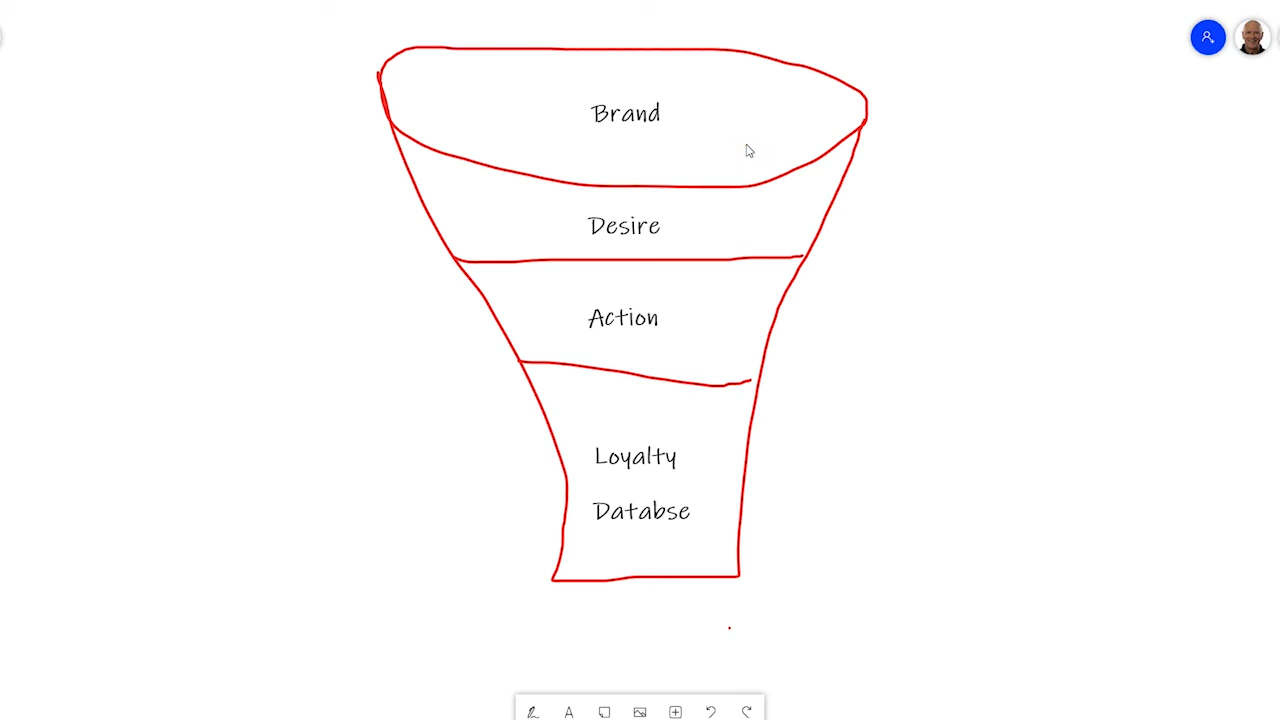 Brand
Desire
Action
Loyalty
Databse